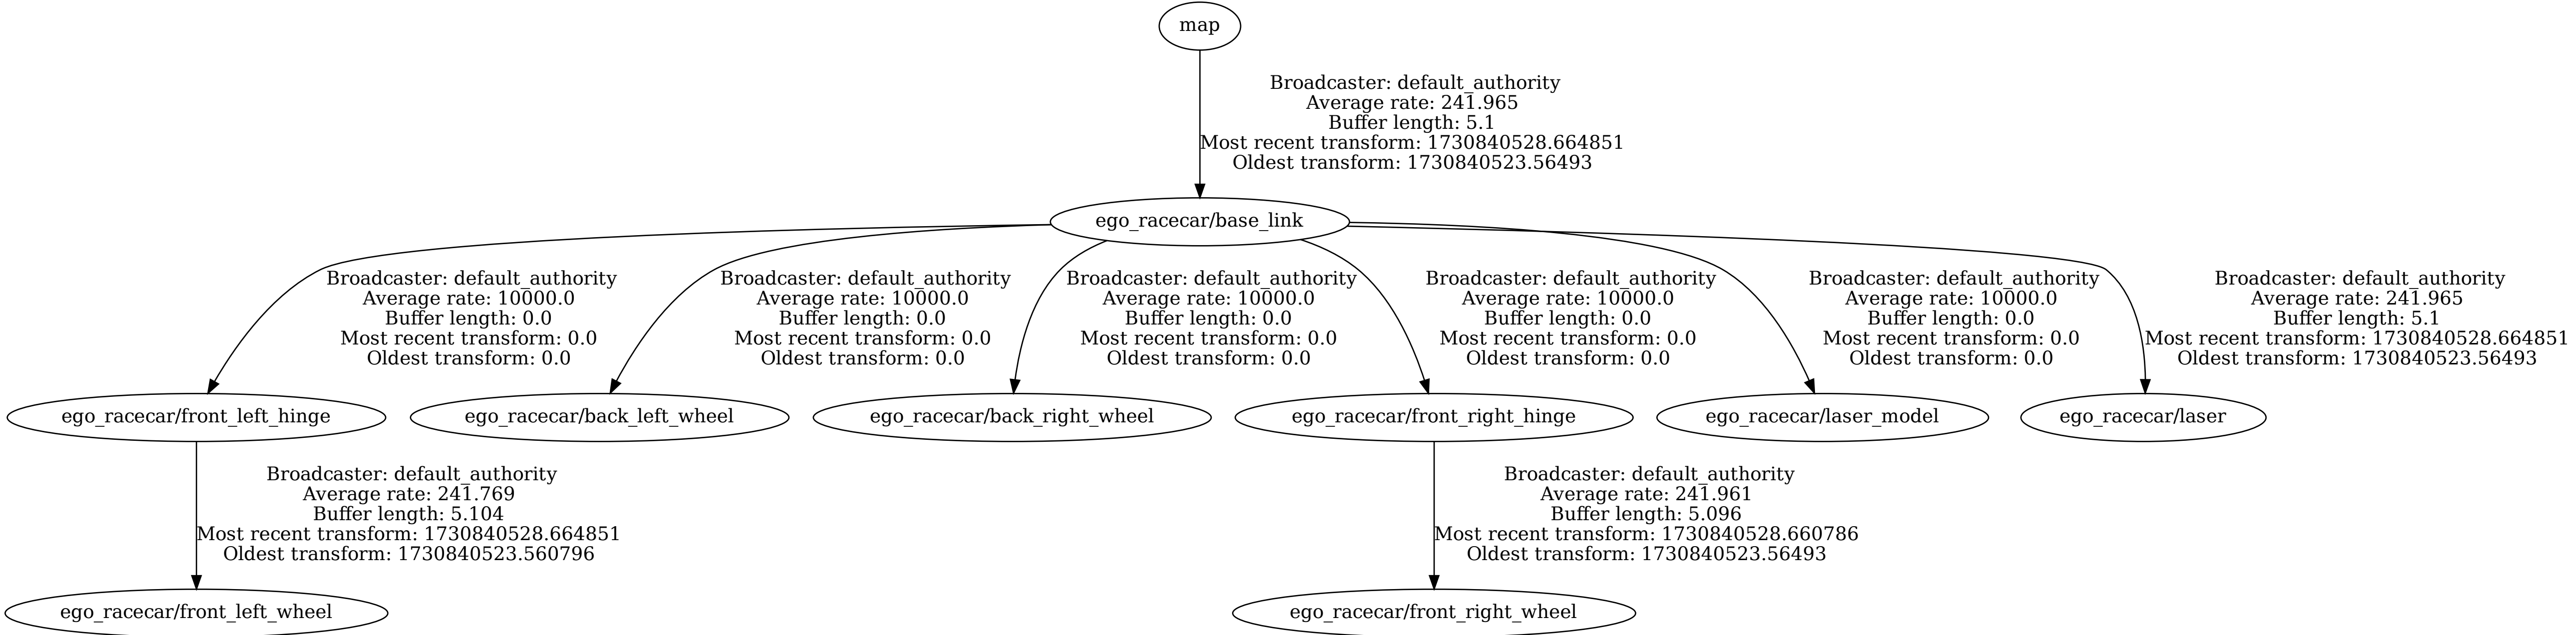 map
Broadcaster: default_authority
Average rate: 241.965
Buffer length: 5.1
Most recent transform: 1730840528.664851
Oldest transform: 1730840523.56493
ego_racecar/base_link
Broadcaster: default_authority
Average rate: 10000.0
Buffer length: 0.0
Most recent transform: 0.0
Oldest transform: 0.0
Broadcaster: default_authority
Average rate: 10000.0
Buffer length: 0.0
Most recent transform: 0.0
Oldest transform: 0.0
Broadcaster: default_authority
Average rate: 10000.0
Buffer length: 0.0
Most recent transform: 0.0
Oldest transform: 0.0
Broadcaster: default_authority
Average rate: 10000.0
Buffer length: 0.0
Most recent transform: 0.0
Oldest transform: 0.0
Broadcaster: default_authority
Average rate: 10000.0
Buffer length: 0.0
Most recent transform: 0.0
Oldest transform: 0.0
Broadcaster: default_authority
Average rate: 241.965
Buffer length: 5.1
Most recent transform: 1730840528.664851
Oldest transform: 1730840523.56493
ego_racecar/front_left_hinge
ego_racecar/back_left_wheel
ego_racecar/back_right_wheel
ego_racecar/front_right_hinge
ego_racecar/laser_model
ego_racecar/laser
Broadcaster: default_authority
Average rate: 241.769
Buffer length: 5.104
Most recent transform: 1730840528.664851
Oldest transform: 1730840523.560796
Broadcaster: default_authority
Average rate: 241.961
Buffer length: 5.096
Most recent transform: 1730840528.660786
Oldest transform: 1730840523.56493
ego_racecar/front_left_wheel
ego_racecar/front_right_wheel